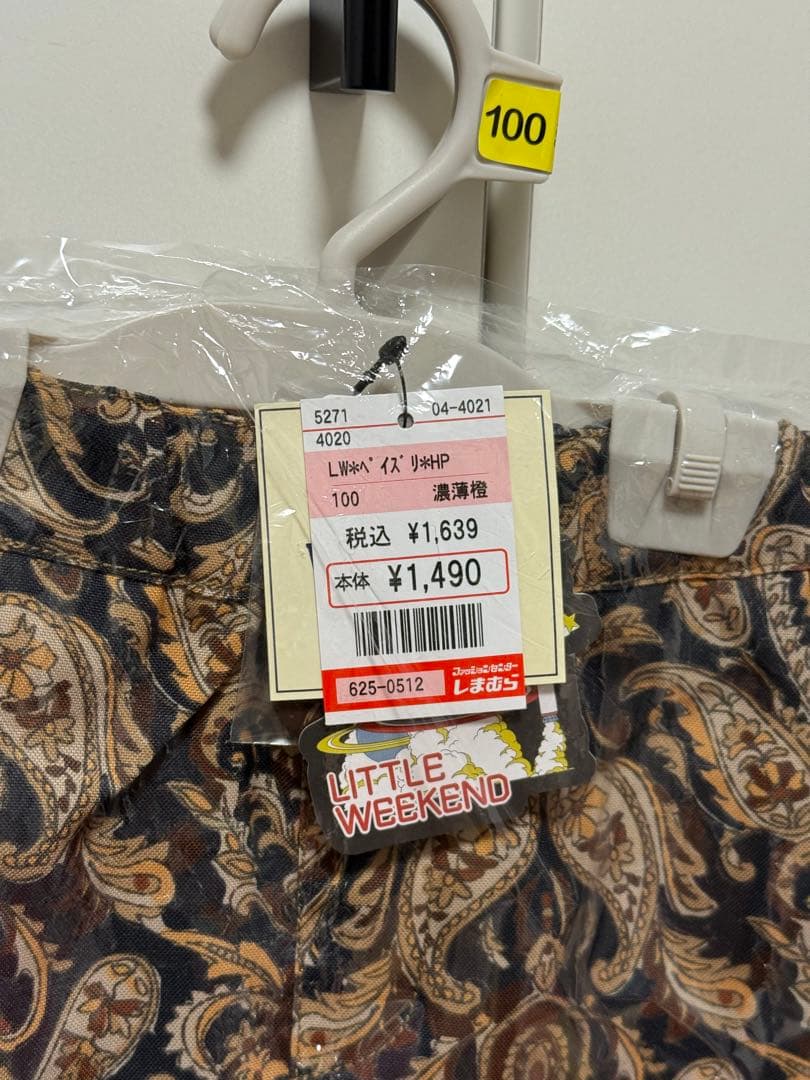 100
5271 04-4021
4020
LW*ペイズリ*HP
100 濃薄橙
税込 ¥1,639
本体 ¥1,490
625-0512
ファッションセンター
しまむら
LITTLE
WEEKEND